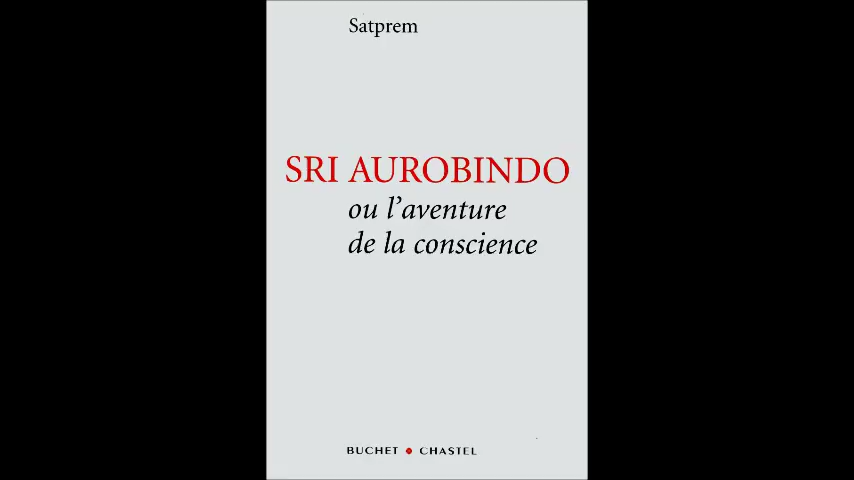 Satprem
SRI AUROBINDO
ou l'aventure
de la conscience
BUCHET • CHASTEL